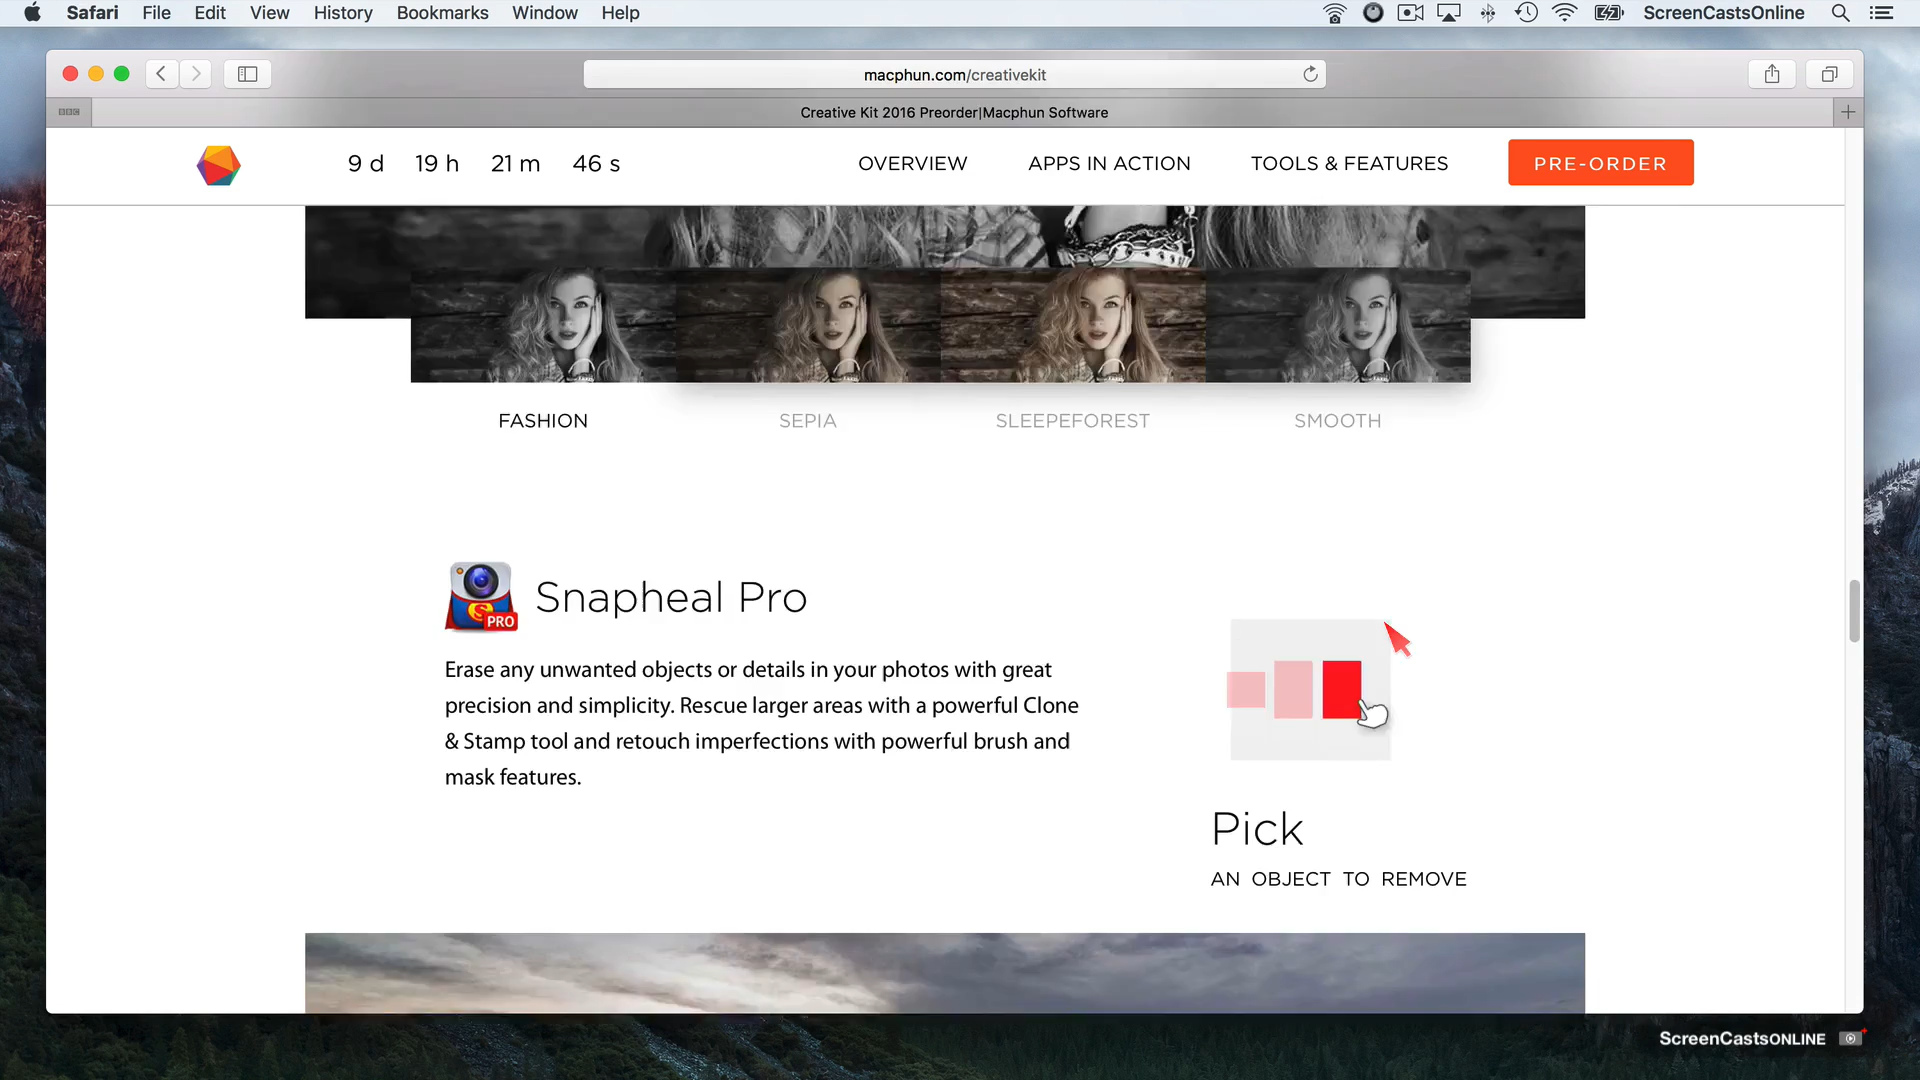 Safari File Edit View History Bookmarks Window Help ScreenCastsOnline
macphun.com/creativekit
BBC Creative Kit 2016 Preorder|Macphun Software
9 d 19 h 21 m 46 s OVERVIEW APPS IN ACTION TOOLS & FEATURES PRE-ORDER
FASHION SEPIA SLEEPEFOREST SMOOTH
S PRO
Snapheal Pro
Erase any unwanted objects or details in your photos with great
precision and simplicity. Rescue larger areas with a powerful Clone
& Stamp tool and retouch imperfections with powerful brush and
mask features.
Pick
AN OBJECT TO REMOVE
ScreenCastsONLINE